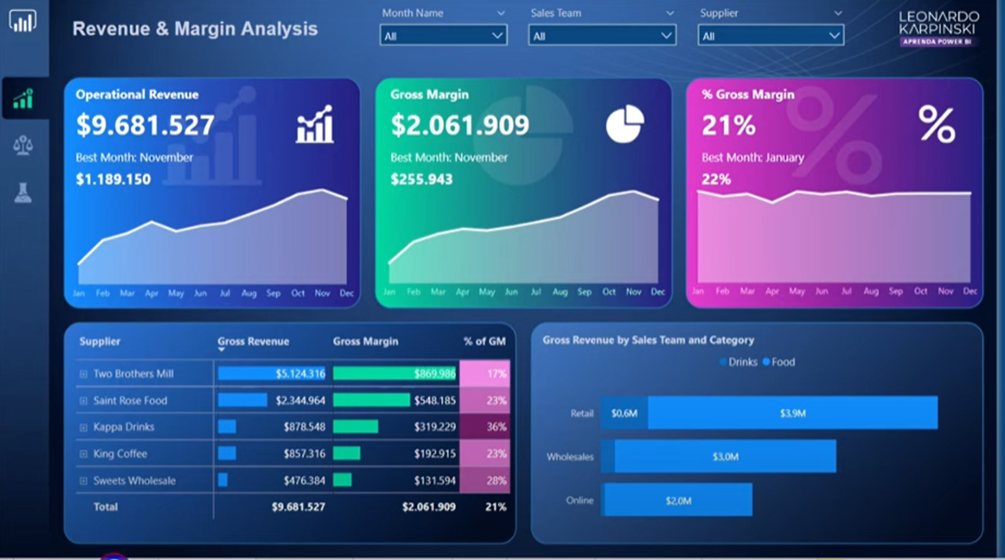 Revenue & Margin Analysis
Month Name
All
Sales Team
All
Supplier
All
LEONARDO
KARPINSKI
APRENDA POWER BI
Operational Revenue
$9.681.527
Best Month: November
$1.189.150
Jan Feb Mar Apr May Jun Jul Aug Sep Oct Nov Dec
Gross Margin
$2.061.909
Best Month: November
$255.943
Jan Feb Mar Apr May Jun Jul Aug Sep Oct Nov Dec
% Gross Margin
21%
%
Best Month: January
22%
Jan Feb Mar Apr May Jun Jul Aug Sep Oct Nov Dec
Supplier Gross Revenue Gross Margin % of GM
Two Brothers Mill $5.124.316 $869.986 17%
Saint Rose Food $2.344.964 $548.185 23%
Kappa Drinks $878.548 $319.229 36%
King Coffee $857.316 $192.915 23%
Sweets Wholesale $476.384 $131.594 28%
Total $9.681.527 $2.061.909 21%
Gross Revenue by Sales Team and Category
Drinks Food
Retail $0,6M $3,9M
Wholesales $3,0M
Online $2,0M